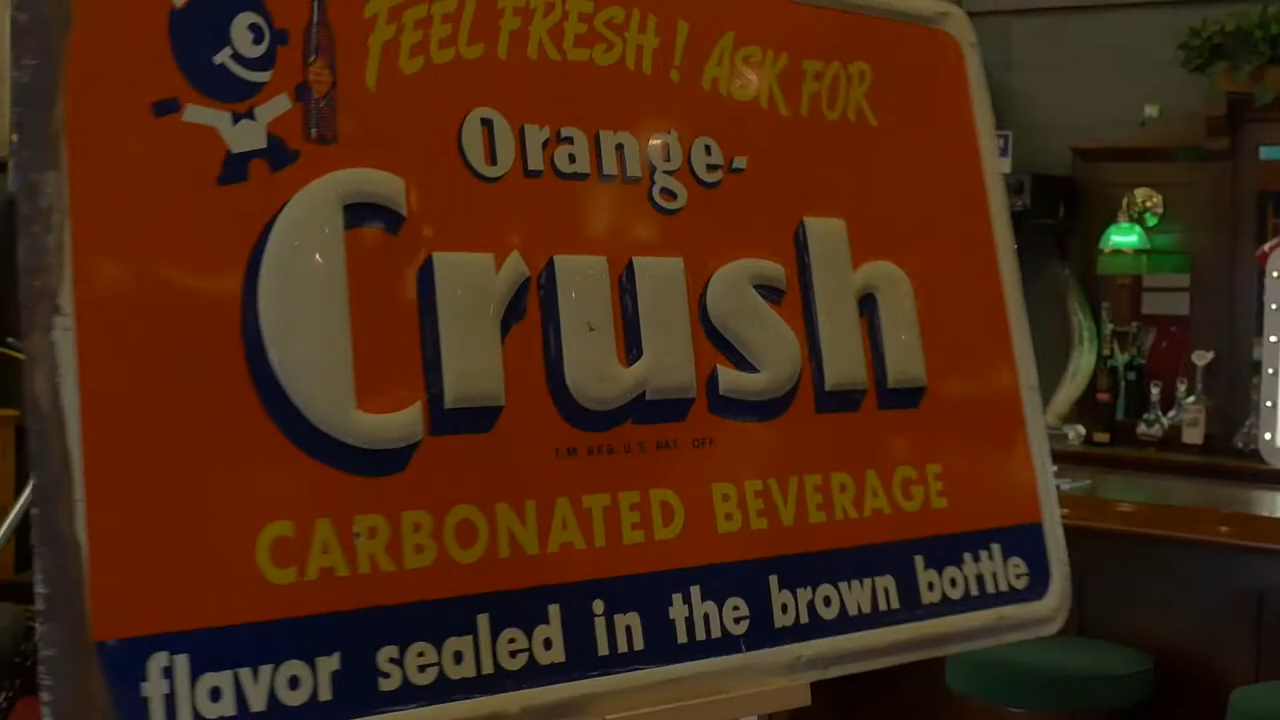 FEEL FRESH! ASK FOR
Orange-
Crush
T.M. REG. U.S. PAT. OFF.
CARBONATED BEVERAGE
flavor sealed in the brown bottle